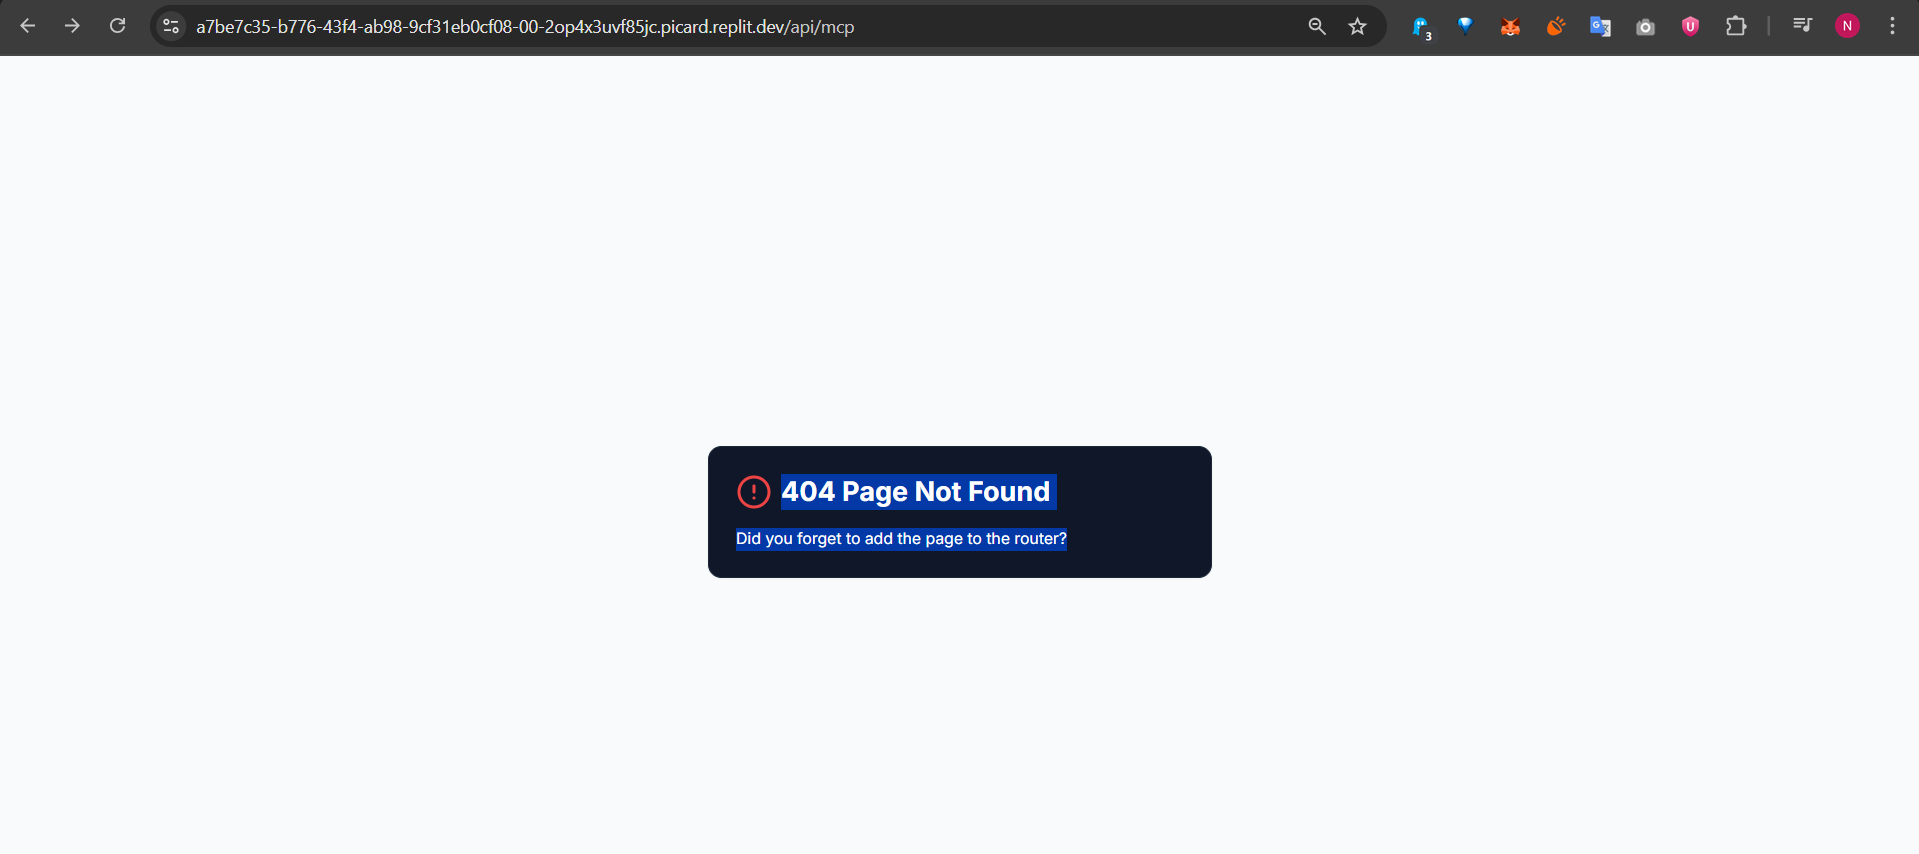 a7be7c35-b776-43f4-ab98-9cf31eb0cf08-00-2op4x3uvf85jc.picard.replit.dev/api/mcp
3
G
U
N
404 Page Not Found
Did you forget to add the page to the router?